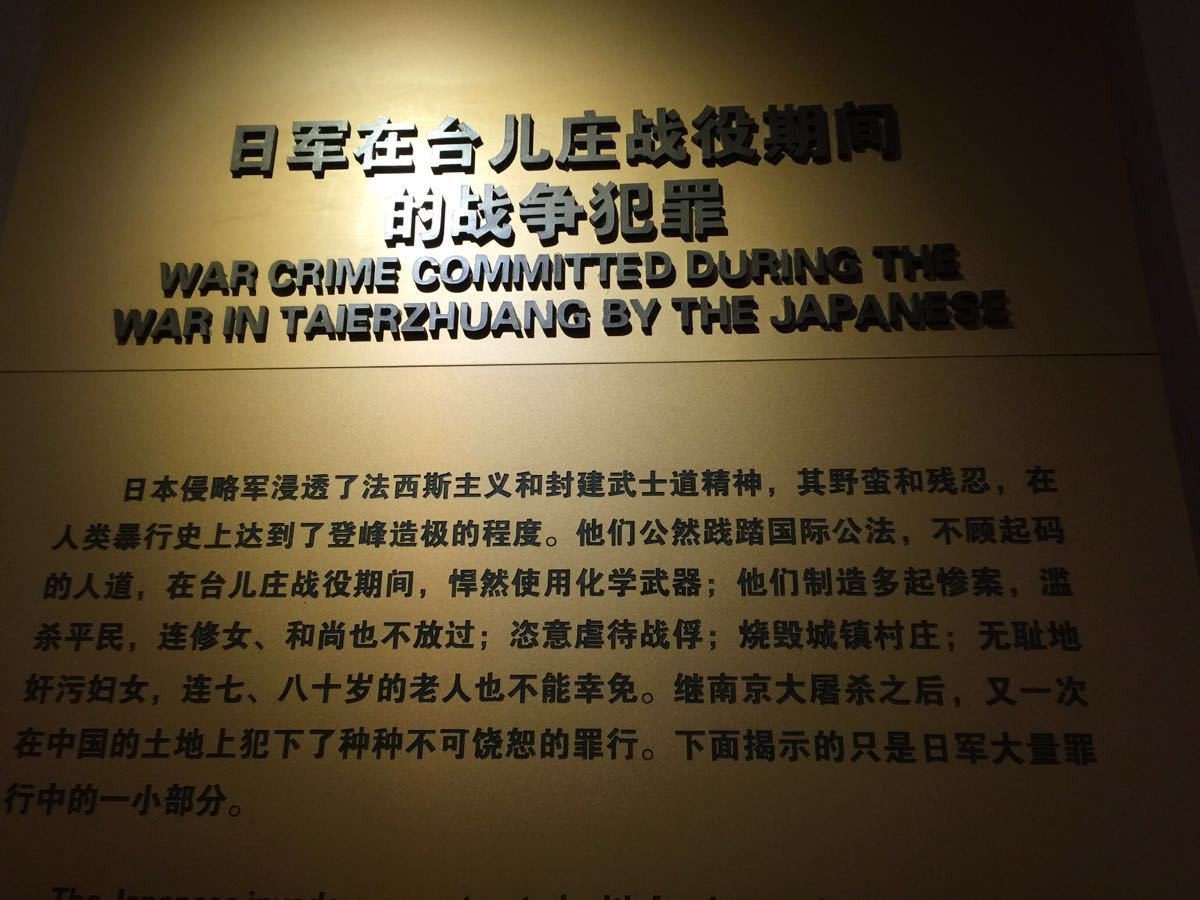 日军在台儿庄战役期间
的战争犯罪
WAR CRIME COMMITTED DURING THE
WAR IN TAIERZHUANG BY THE JAPANESE
日本侵略军浸透了法西斯主义和封建武士道精神，其野蛮和残忍，在
人类暴行史上达到了登峰造极的程度。他们公然践踏国际公法，不顾起码
的人道，在台儿庄战役期间，悍然使用化学武器；他们制造多起惨案，滥
杀平民，连修女、和尚也不放过；恣意虐待战俘；烧毁城镇村庄；无耻地
奸污妇女，连七、八十岁的老人也不能幸免。继南京大屠杀之后，又一次
在中国的土地上犯下了种种不可饶恕的罪行。下面揭示的只是日军大量罪
行中的一小部分。
The Japanese